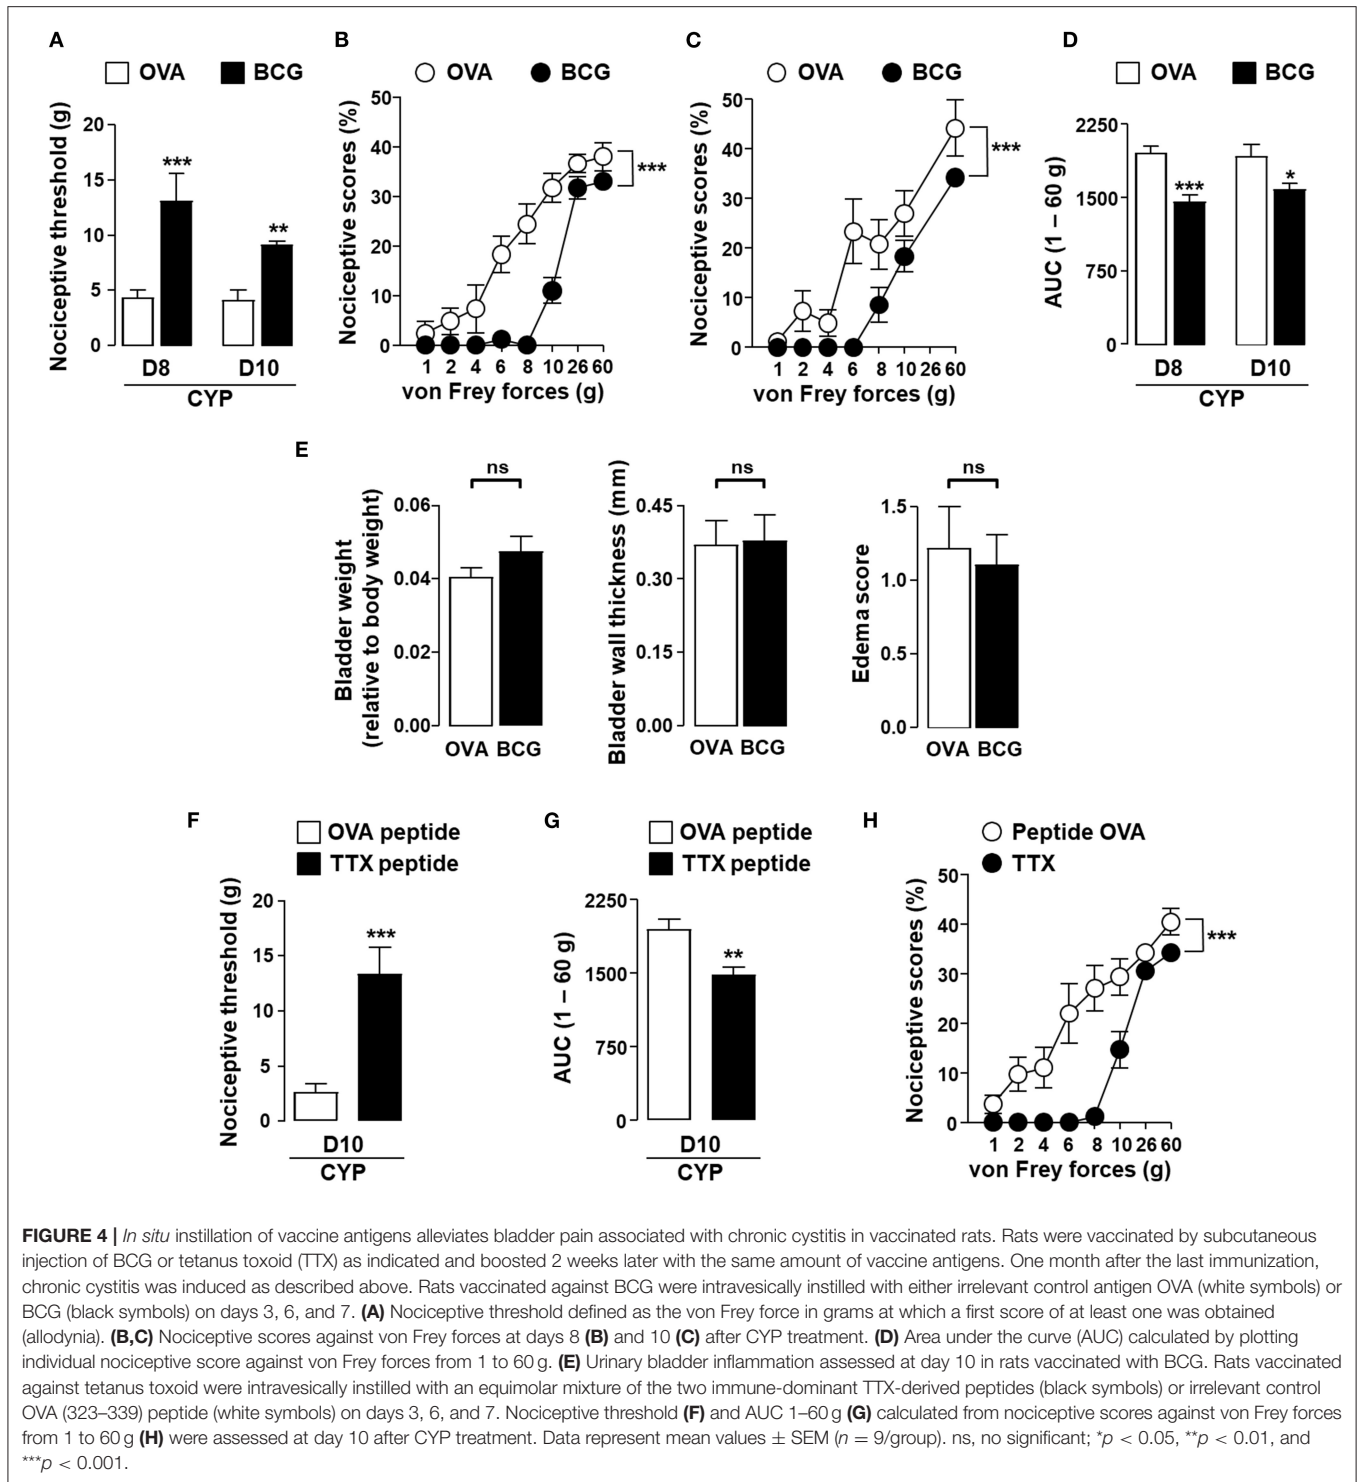 A
OVA BCG
Nociceptive threshold (g)
20
15
10
5
0
***
**
D8 D10
CYP
B
OVA BCG
Nociceptive scores (%)
50
40
30
20
10
0
***
1 2 4 6 8 10 26 60
von Frey forces (g)
C
OVA BCG
Nociceptive scores (%)
50
40
30
20
10
0
***
1 2 4 6 8 10 26 60
von Frey forces (g)
D
OVA BCG
AUC (1 – 60 g)
2250
1500
750
0
***
*
D8 D10
CYP
E
Bladder weight
(relative to body weight)
0.06
0.04
0.02
0.00
ns
OVA BCG
Bladder wall thickness (mm)
0.45
0.30
0.15
0.00
ns
OVA BCG
Edema score
1.5
1.0
0.5
0.0
ns
OVA BCG
F
OVA peptide
TTX peptide
Nociceptive threshold (g)
20
15
10
5
0
***
D10
CYP
G
OVA peptide
TTX peptide
AUC (1 – 60 g)
2250
1500
750
0
**
D10
CYP
H
Peptide OVA
TTX
Nociceptive scores (%)
50
40
30
20
10
0
***
1 2 4 6 8 10 26 60
von Frey forces (g)
FIGURE 4 | In situ instillation of vaccine antigens alleviates bladder pain associated with chronic cystitis in vaccinated rats. Rats were vaccinated by subcutaneous
injection of BCG or tetanus toxoid (TTX) as indicated and boosted 2 weeks later with the same amount of vaccine antigens. One month after the last immunization,
chronic cystitis was induced as described above. Rats vaccinated against BCG were intravesically instilled with either irrelevant control antigen OVA (white symbols) or
BCG (black symbols) on days 3, 6, and 7. (A) Nociceptive threshold defined as the von Frey force in grams at which a first score of at least one was obtained
(allodynia). (B,C) Nociceptive scores against von Frey forces at days 8 (B) and 10 (C) after CYP treatment. (D) Area under the curve (AUC) calculated by plotting
individual nociceptive score against von Frey forces from 1 to 60 g. (E) Urinary bladder inflammation assessed at day 10 in rats vaccinated with BCG. Rats vaccinated
against tetanus toxoid were intravesically instilled with an equimolar mixture of the two immune-dominant TTX-derived peptides (black symbols) or irrelevant control
OVA (323–339) peptide (white symbols) on days 3, 6, and 7. Nociceptive threshold (F) and AUC 1–60 g (G) calculated from nociceptive scores against von Frey forces
from 1 to 60 g (H) were assessed at day 10 after CYP treatment. Data represent mean values ± SEM (n = 9/group). ns, no significant; *p < 0.05, **p < 0.01, and
***p < 0.001.